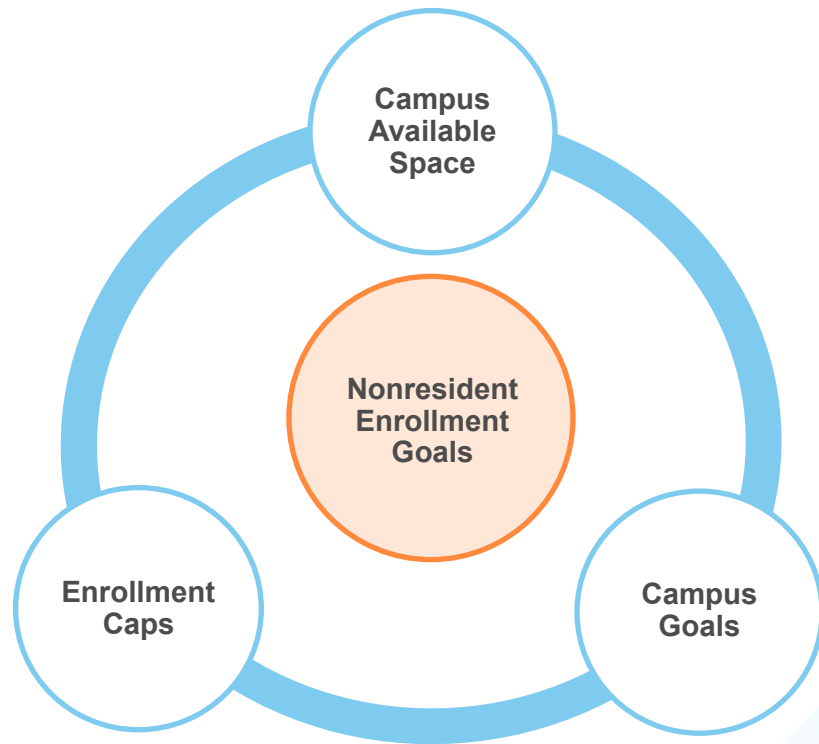 Campus
Available
Space
Nonresident
Enrollment
Goals
Enrollment
Caps
Campus
Goals